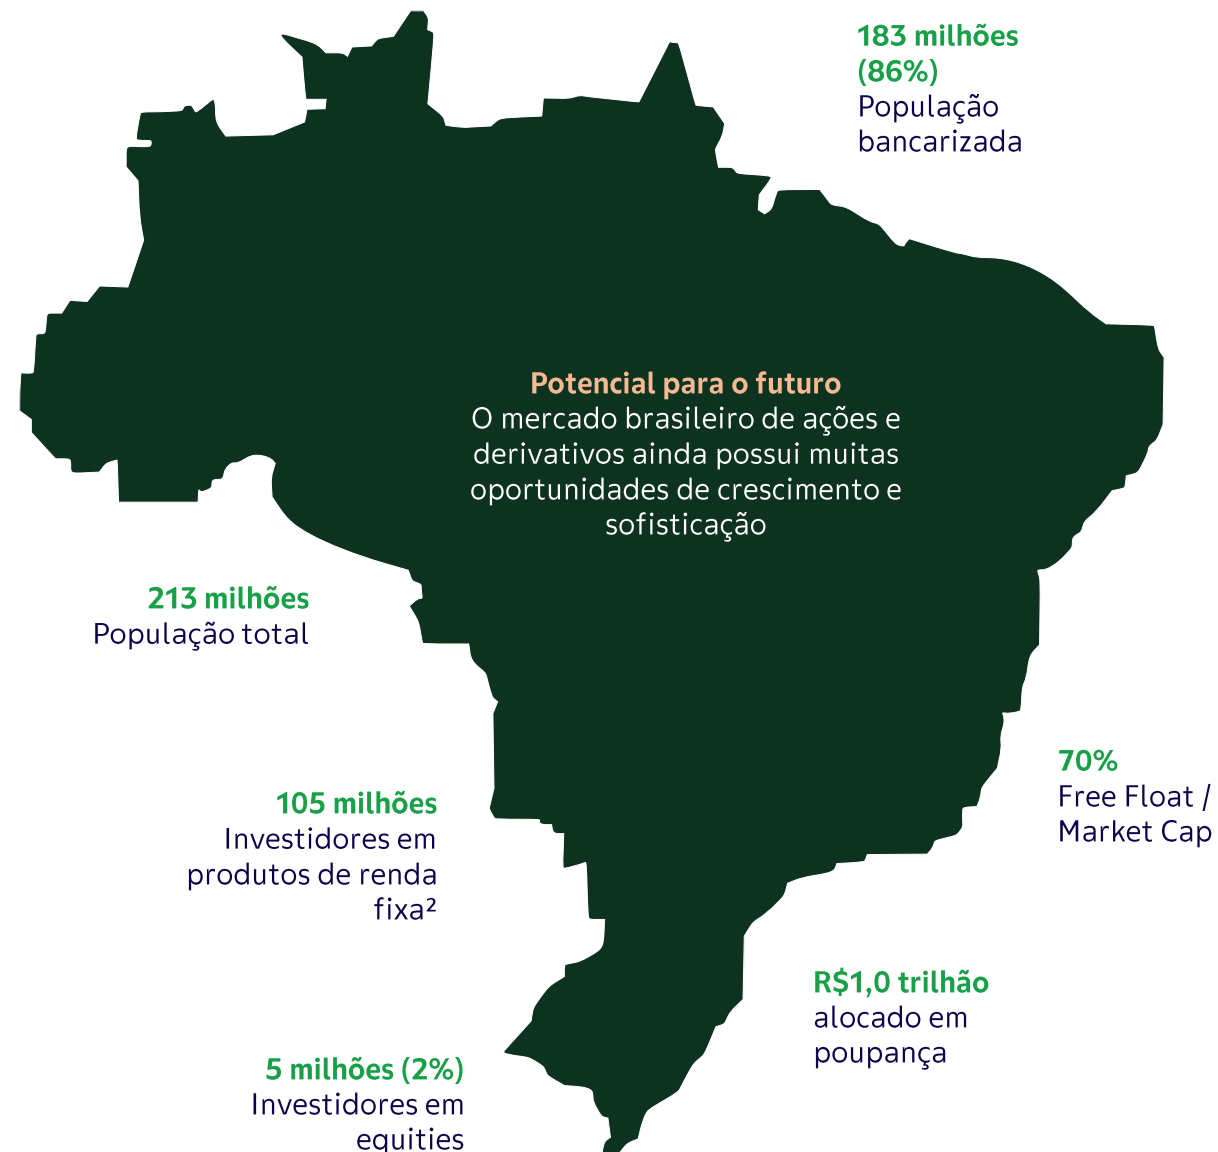 183 milhões
(86%)
População
bancarizada
Potencial para o futuro
O mercado brasileiro de ações e
derivativos ainda possui muitas
oportunidades de crescimento e
sofisticação
213 milhões
População total
70%
Free Float /
Market Cap
105 milhões
Investidores em
produtos de renda
fixa²
R$1,0 trilhão
alocado em
poupança
5 milhões (2%)
Investidores em
equities